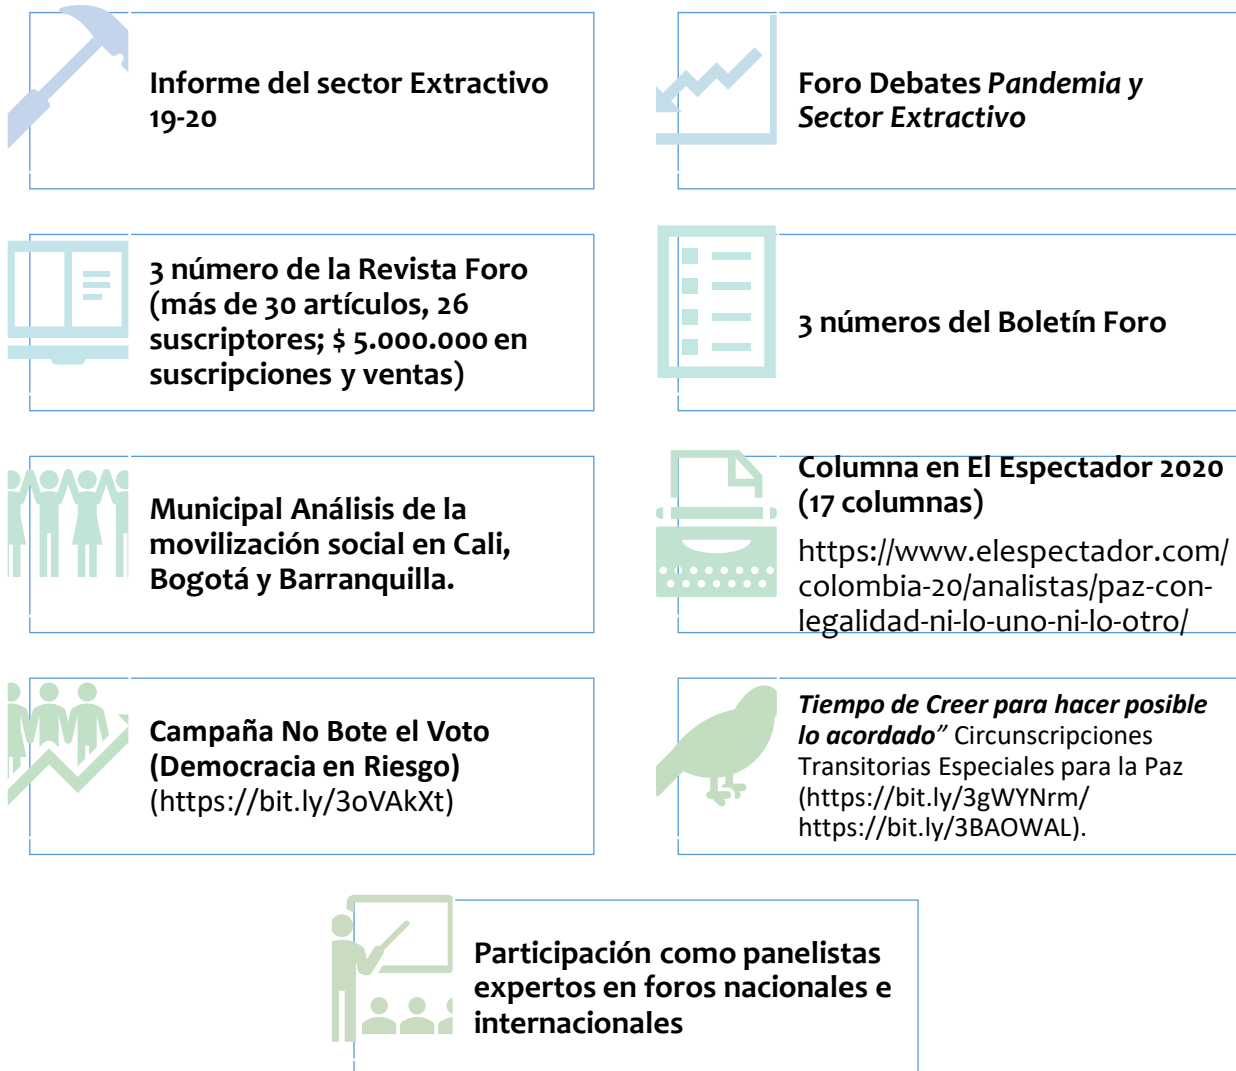 Informe del sector Extractivo
19-20
Foro Debates Pandemia y
Sector Extractivo
3 número de la Revista Foro
(más de 30 artículos, 26
suscriptores; $ 5.000.000 en
suscripciones y ventas)
3 números del Boletín Foro
Municipal Análisis de la
movilización social en Cali,
Bogotá y Barranquilla.
Columna en El Espectador 2020
(17 columnas)
https://www.elespectador.com/
colombia-20/analistas/paz-con-
legalidad-ni-lo-uno-ni-lo-otro/
Campaña No Bote el Voto
(Democracia en Riesgo)
(https://bit.ly/3oVAkXt)
Tiempo de Creer para hacer posible
lo acordado” Circunscripciones
Transitorias Especiales para la Paz
(https://bit.ly/3gWYNrm/
https://bit.ly/3BAOWAL).
Participación como panelistas
expertos en foros nacionales e
internacionales